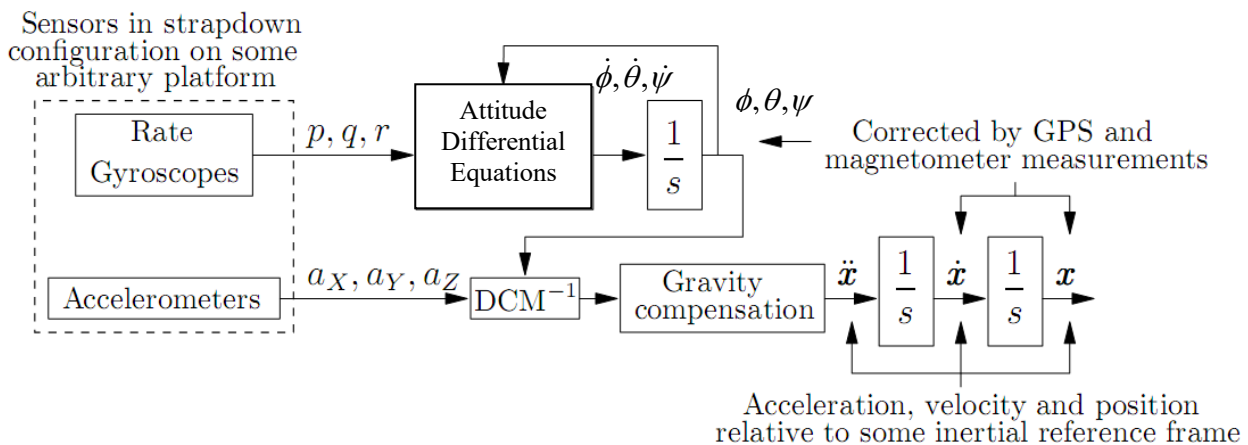 Sensors in strapdown
configuration on some
arbitrary platform
Rate
Gyroscopes
p, q, r
Attitude
Differential
Equations
ϕ̇, θ̇, ψ̇
1
s
ϕ, θ, ψ
Corrected by GPS and
magnetometer measurements
Accelerometers
a_X, a_Y, a_Z
DCM⁻¹
Gravity
compensation
ẍ
1
s
ẋ
1
s
x
Acceleration, velocity and position
relative to some inertial reference frame